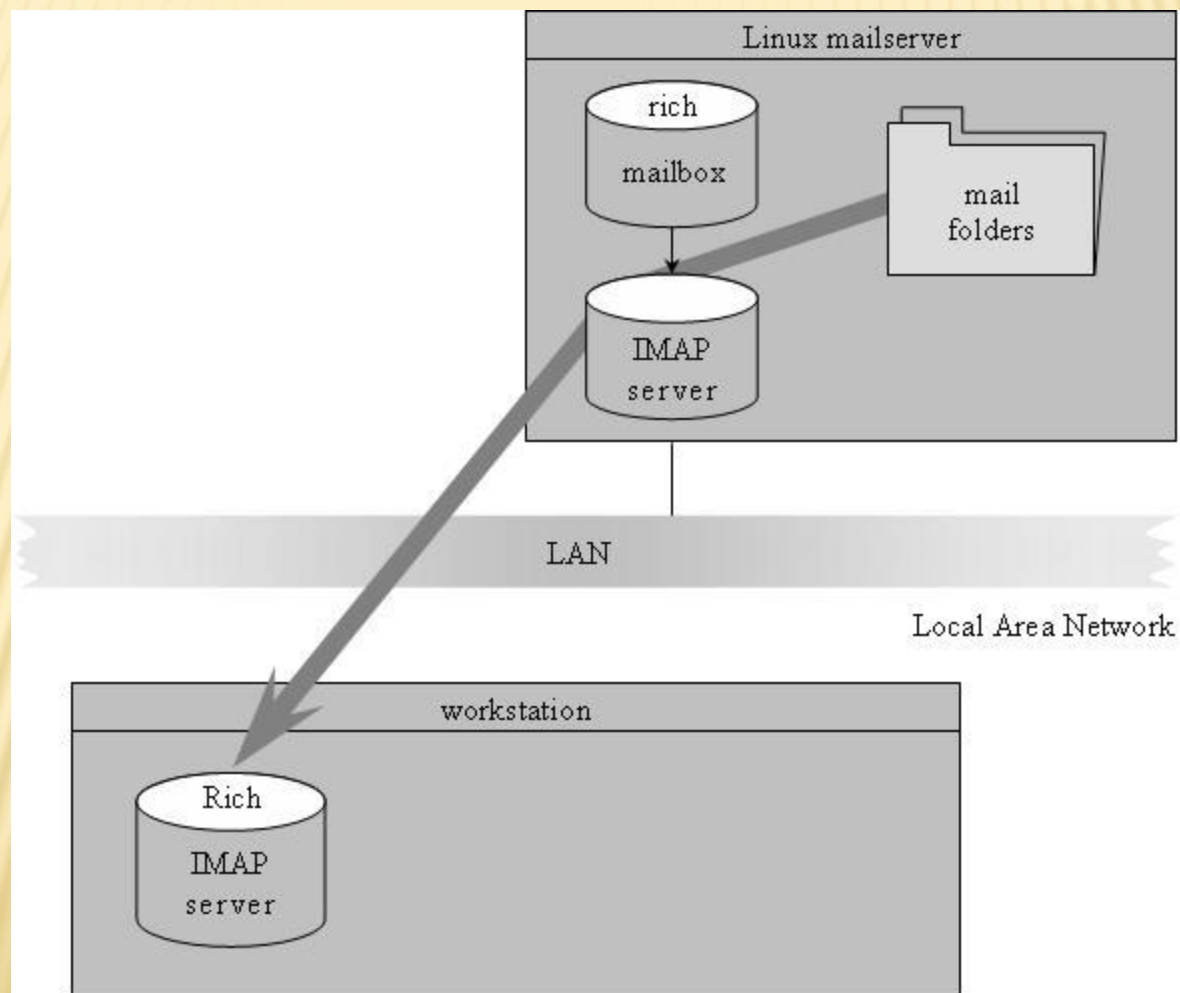 Linux mailserver
rich
mailbox
mail
folders
IMAP
server
LAN
Local Area Network
workstation
Rich
IMAP
server